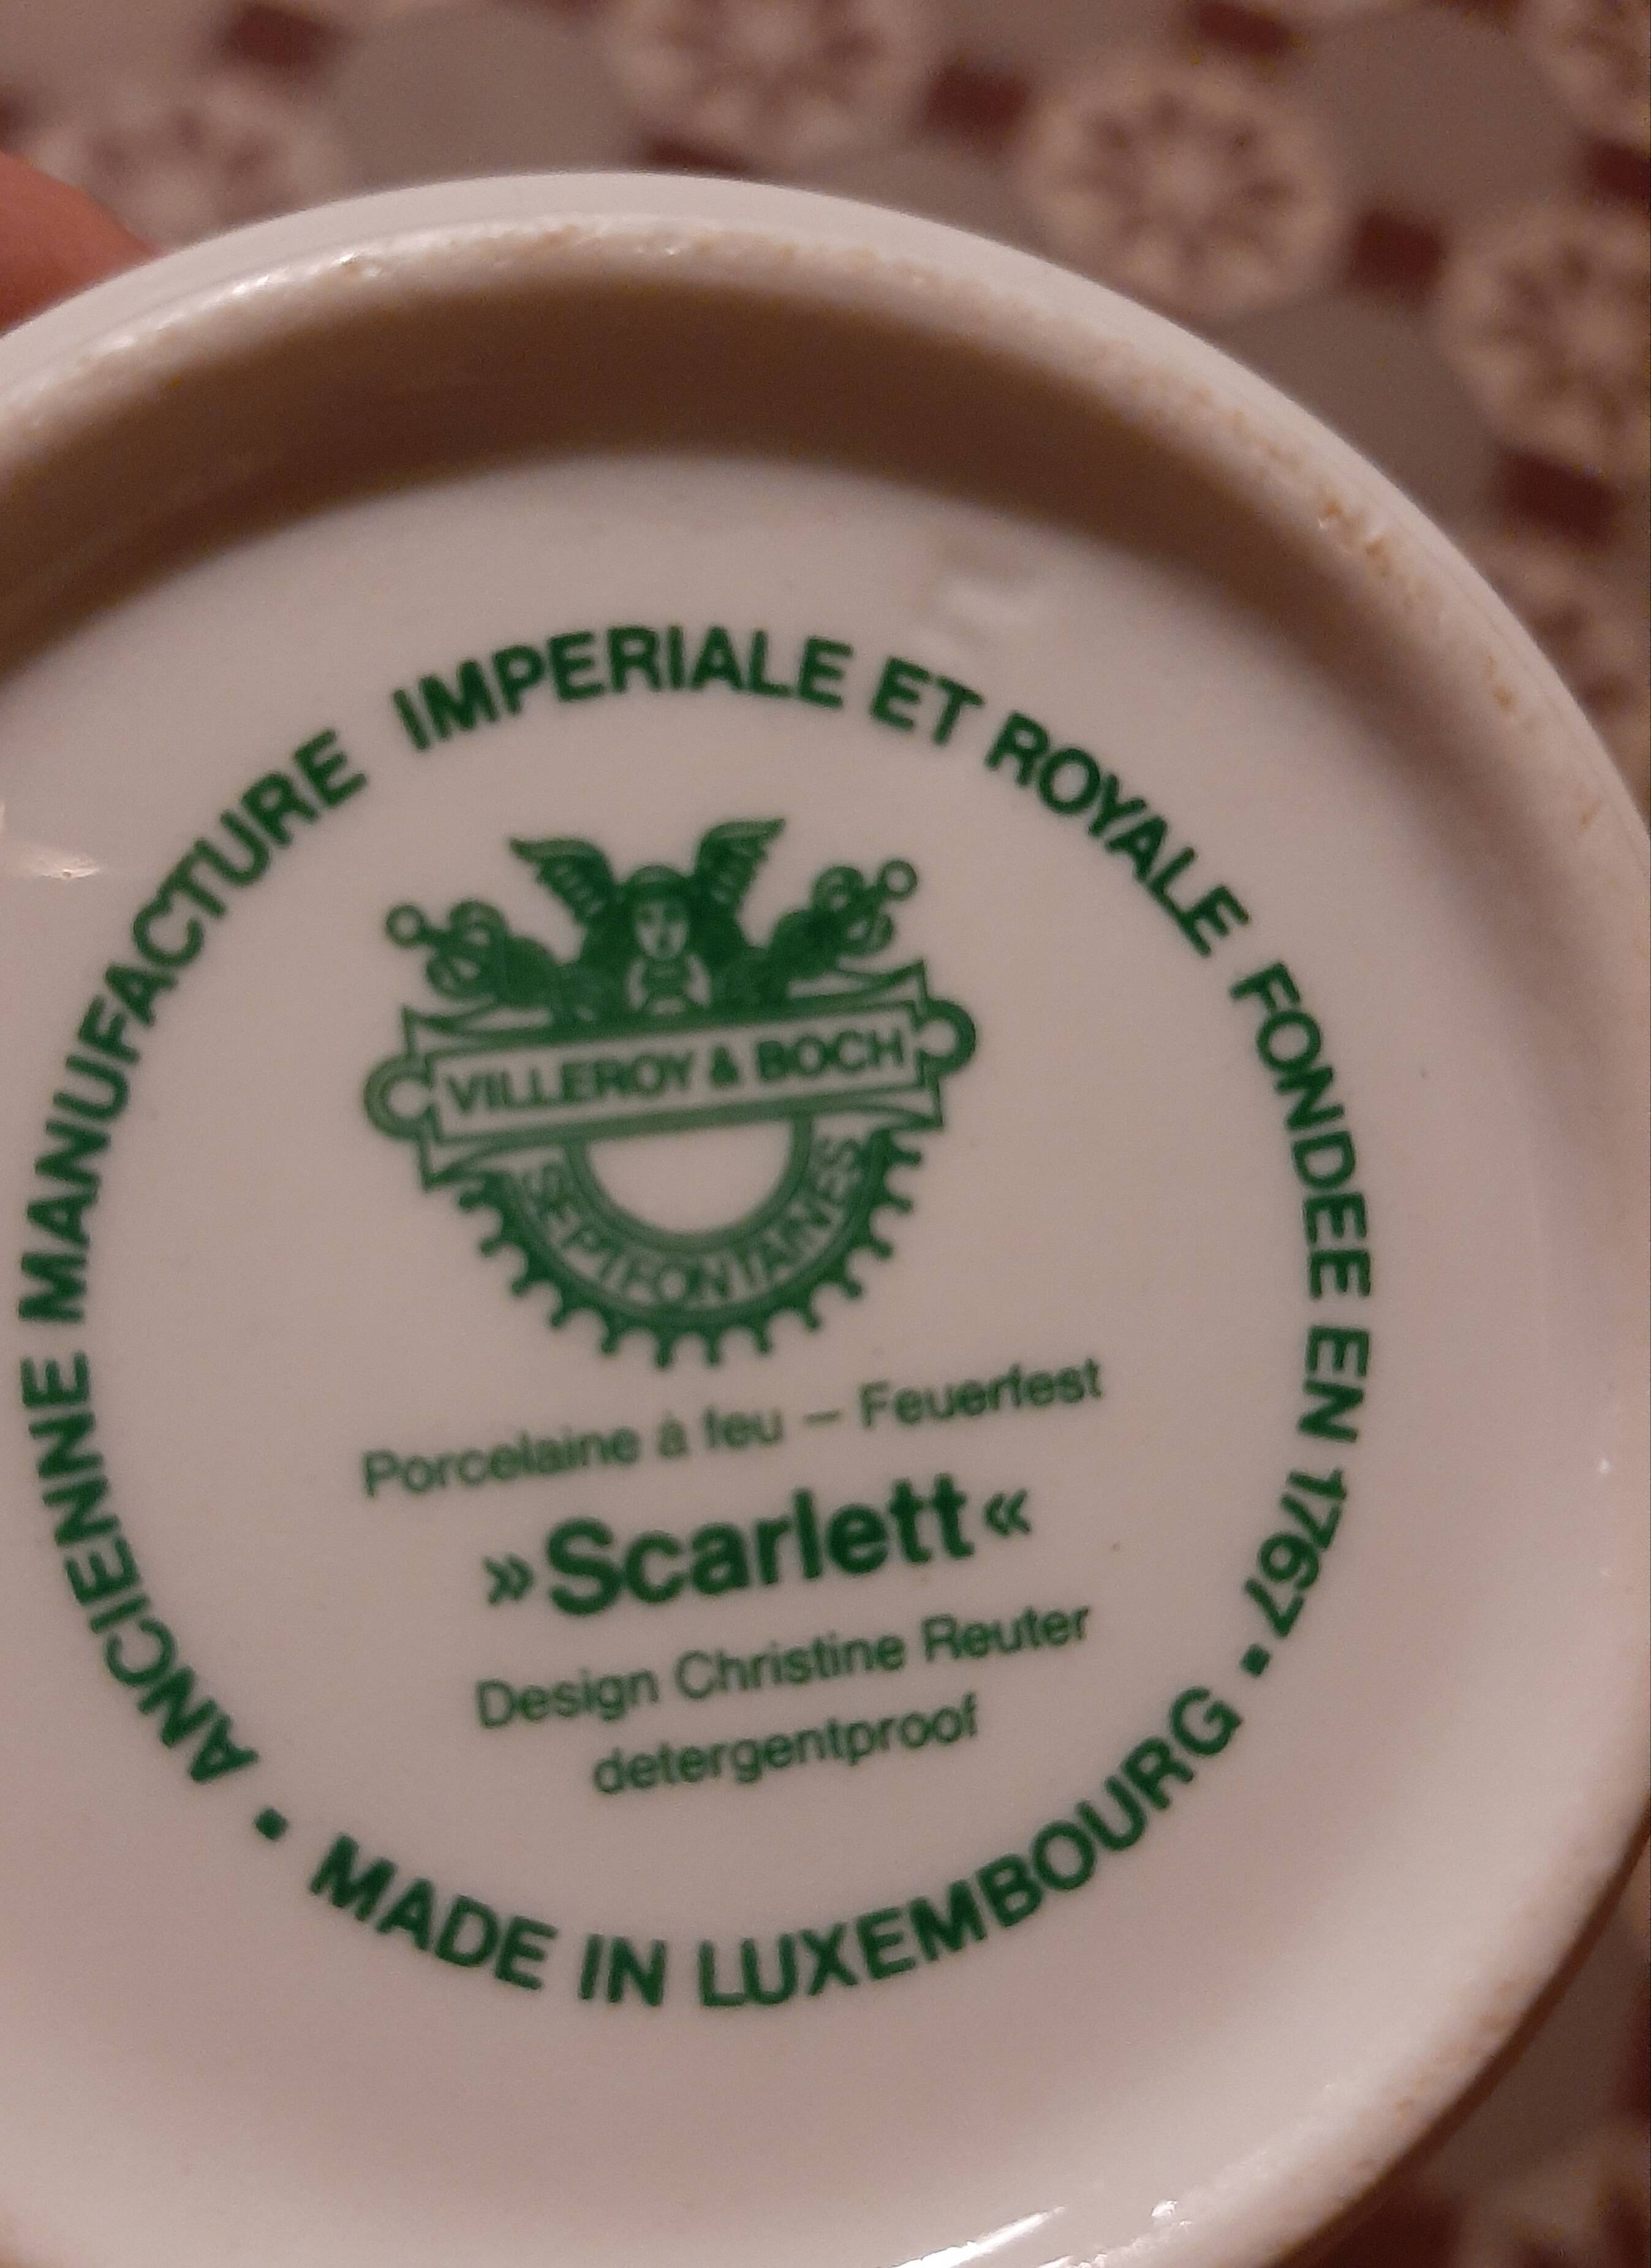 ANCIENNE MANUFACTURE IMPERIALE ET ROYALE FONDEE EN 1767 •
MADE IN LUXEMBOURG •
VILLEROY & BOCH
SEPTFONTAINES
Porcelaine à feu – Feuerfest
»Scarlett«
Design Christine Reuter
detergentproof